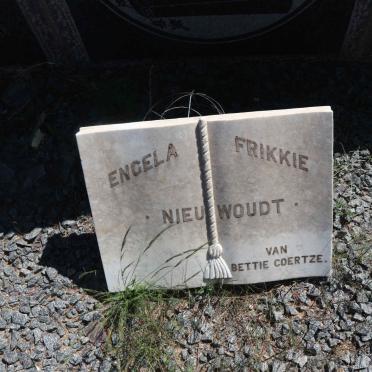 ENGELA FRIKKIE
· NIEUWOUDT ·
VAN
BETTIE COERTZE.